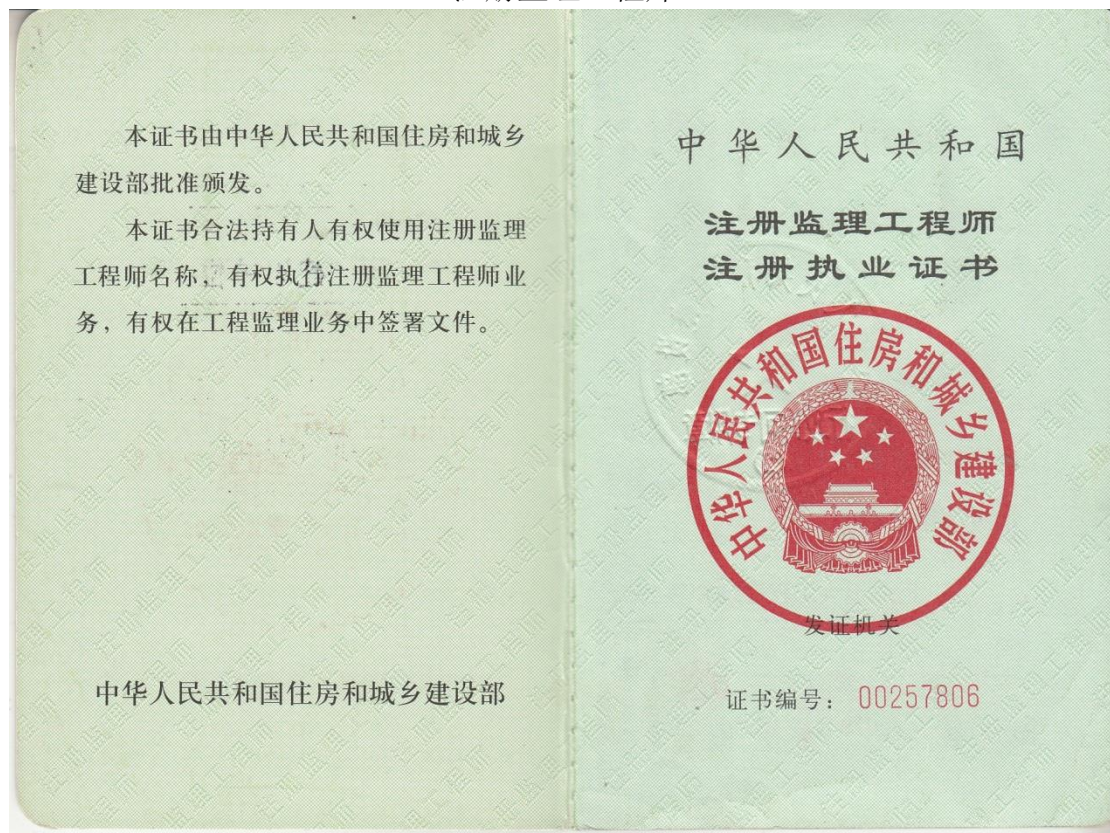 本证书由中华人民共和国住房和城乡
建设部批准颁发。
本证书合法持有人有权使用注册监理
工程师名称，有权执行注册监理工程师业
务，有权在工程监理业务中签署文件。
中华人民共和国住房和城乡建设部
中华人民共和国
注册监理工程师
注册执业证书
中华人民共和国住房和城乡建设部
发证机关
证书编号：00257806